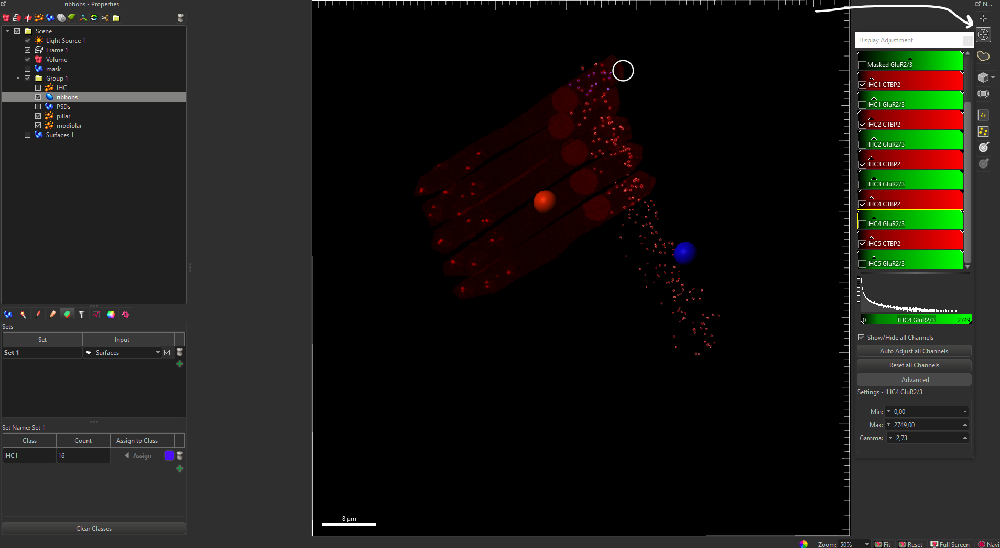 ribbons - Properties
N...
Scene
Light Source 1
Frame 1
Volume
mask
Group 1
IHC
ribbons
PSDs
pillar
modiolar
Surfaces 1
Sets
Set
Input
Set 1
Surfaces
Set Name: Set 1
Class
Count
Assign to Class
IHC1
16
Assign
Clear Classes
8 µm
Display Adjustment
Masked GluR2/3
IHC1 CTBP2
IHC1 GluR2/3
IHC2 CTBP2
IHC2 GluR2/3
IHC3 CTBP2
IHC3 GluR2/3
IHC4 CTBP2
IHC4 GluR2/3
IHC5 CTBP2
IHC5 GluR2/3
0 IHC4 GluR2/3 2749
Show/Hide all Channels
Auto Adjust all Channels
Reset all Channels
Advanced
Settings - IHC4 GluR2/3
Min: 0,00
Max: 2749,00
Gamma: 2,73
Zoom: 50% Fit Reset Full Screen Navi